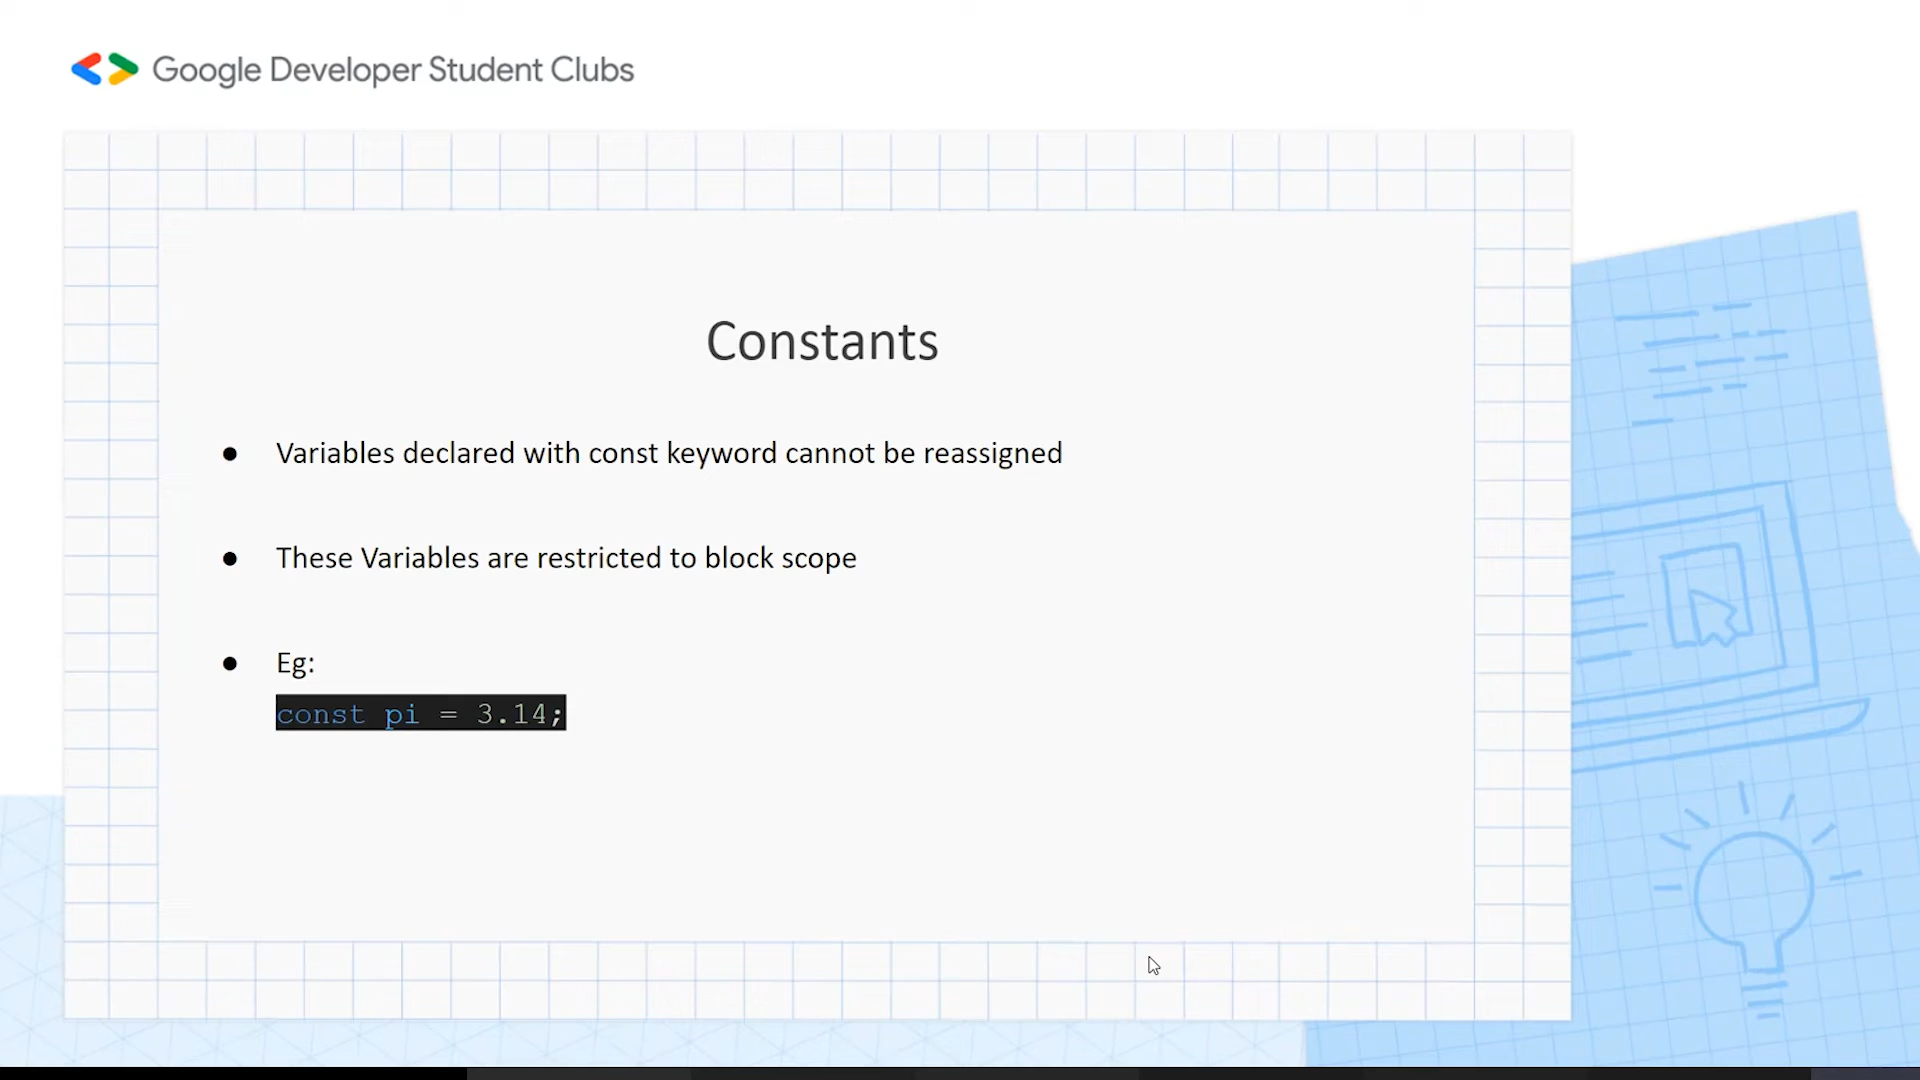 Google Developer Student Clubs
Constants
● Variables declared with const keyword cannot be reassigned
● These Variables are restricted to block scope
● Eg:
const pi = 3.14;